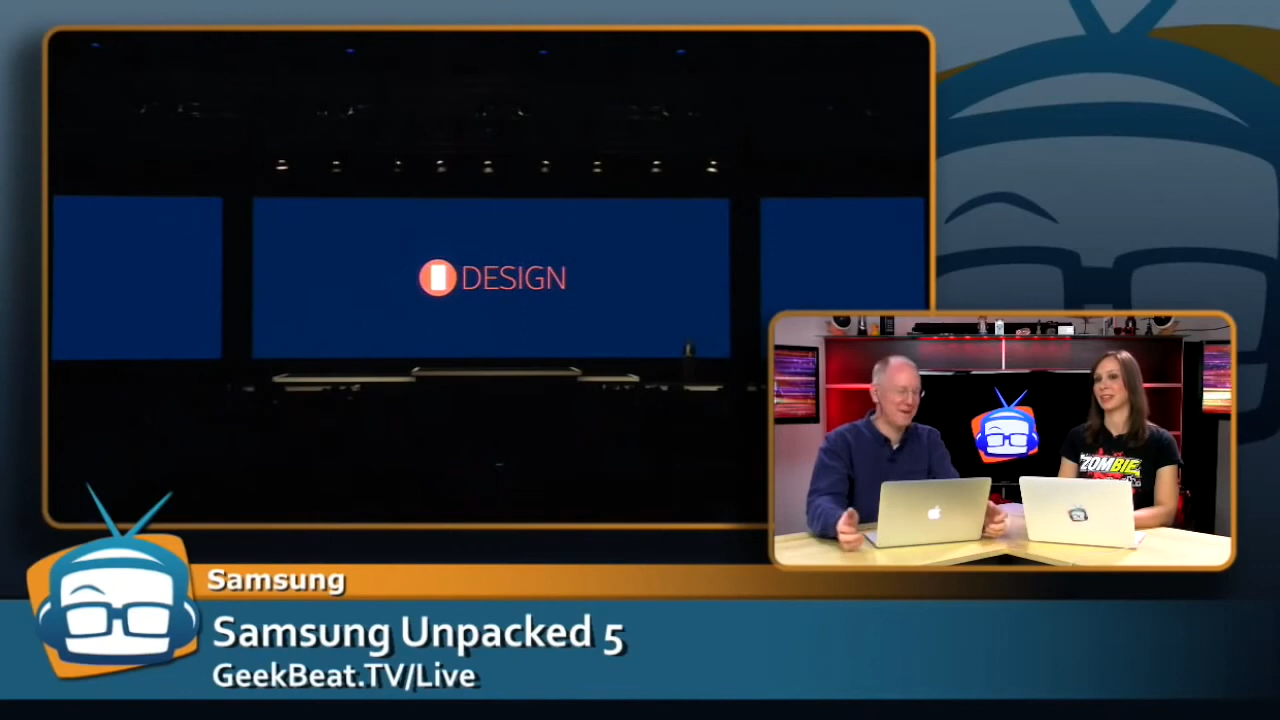 DESIGN
ZOMBIE
Samsung
Samsung Unpacked 5
GeekBeat.TV/Live